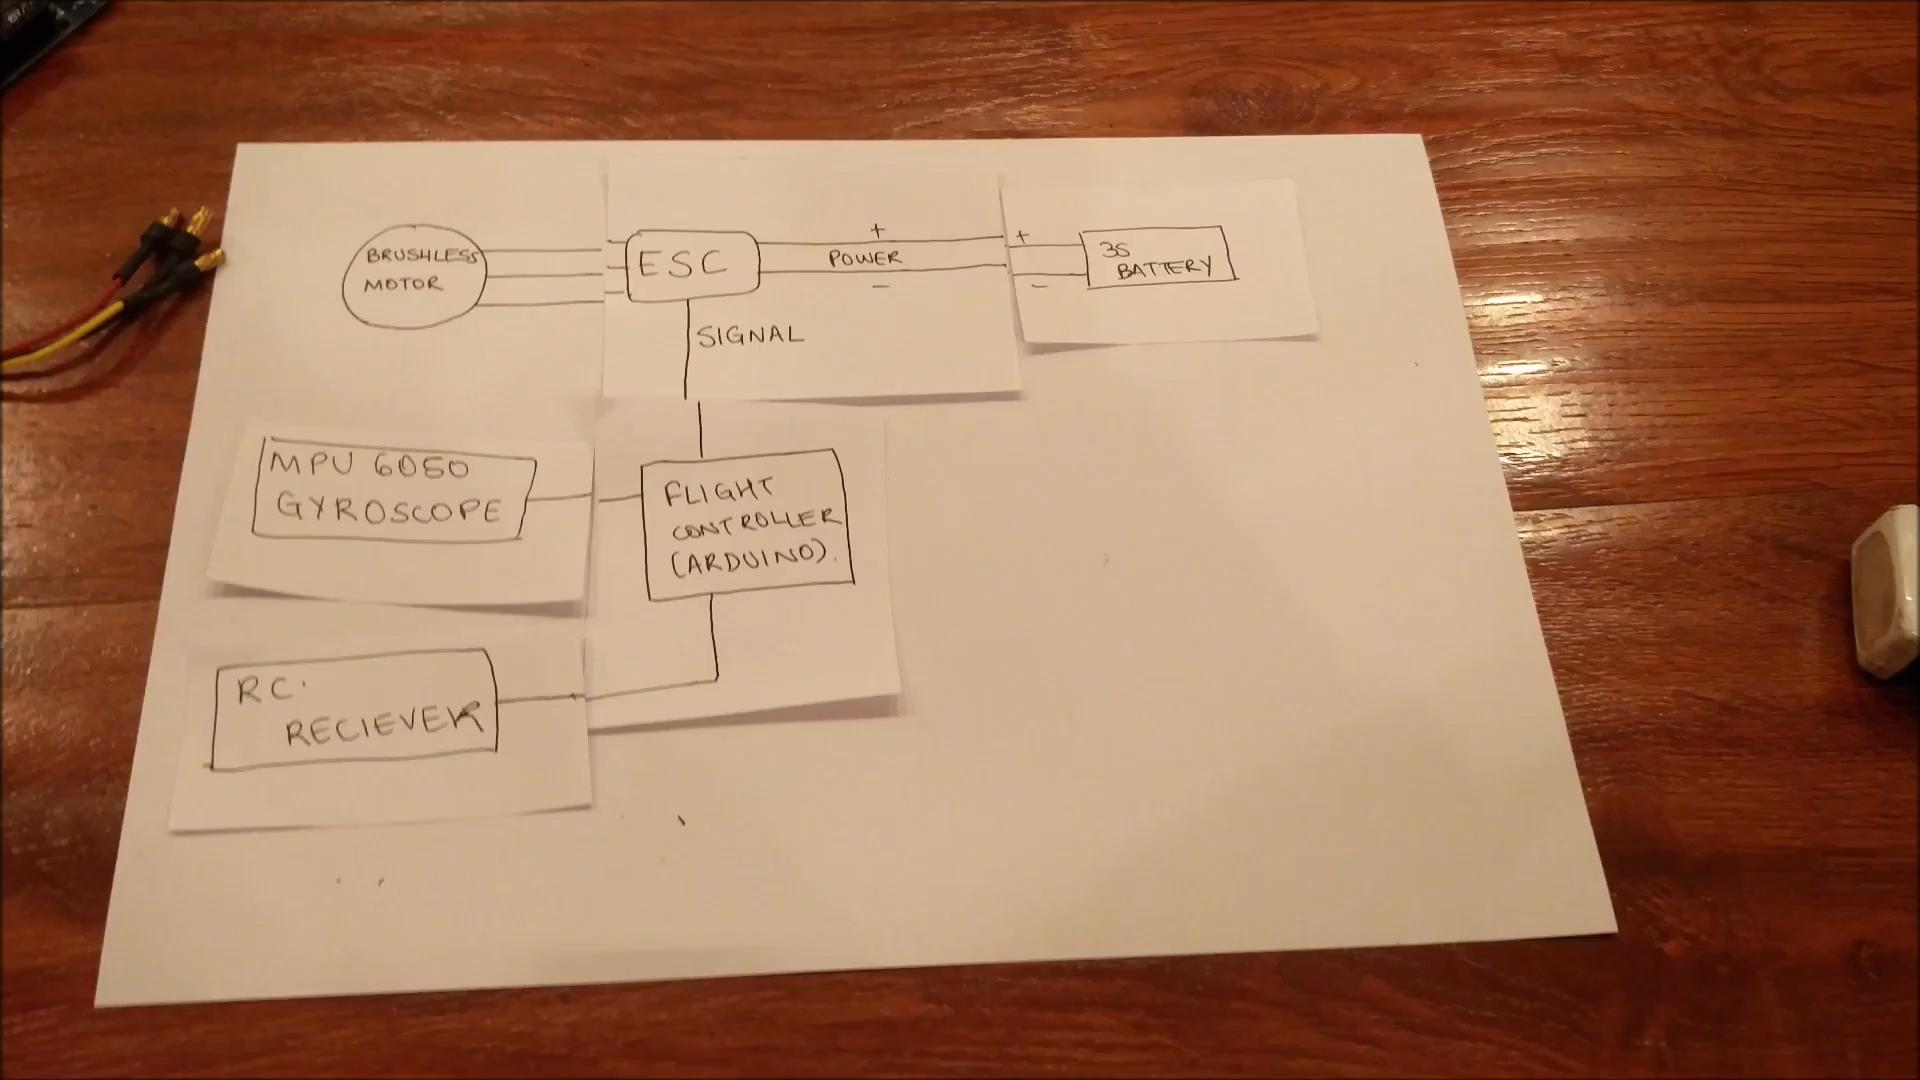 BRUSHLESS
MOTOR
ESC
+
POWER
-
+
-
3S
BATTERY
SIGNAL
MPU 6050
GYROSCOPE
FLIGHT
CONTROLLER
(ARDUINO).
RC.
RECIEVER